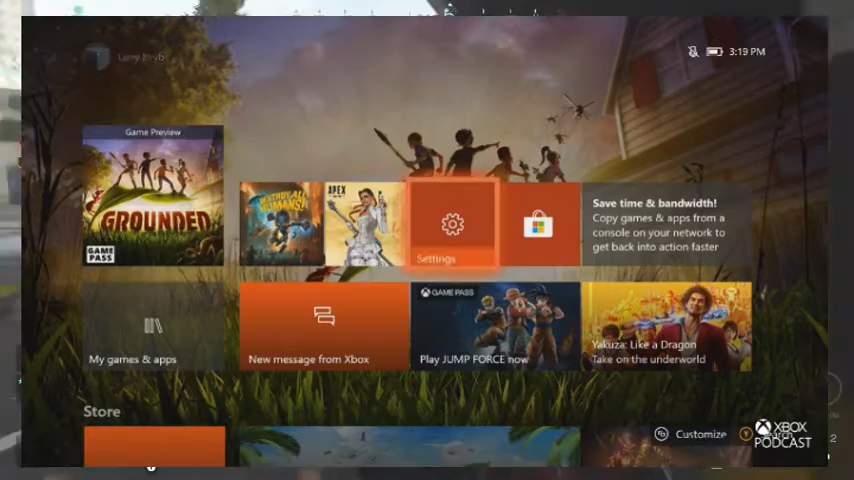 Larry Hryb
3:19 PM
Game Preview
GROUNDED
GAME
PASS
DESTROY ALL
HUMANS!
APEX
Settings
Save time & bandwidth!
Copy games & apps from a
console on your network to
get back into action faster
My games & apps
New message from Xbox
GAME PASS
Play JUMP FORCE now
Yakuza: Like a Dragon
Take on the underworld
Store
Customize
XBOX
PODCAST